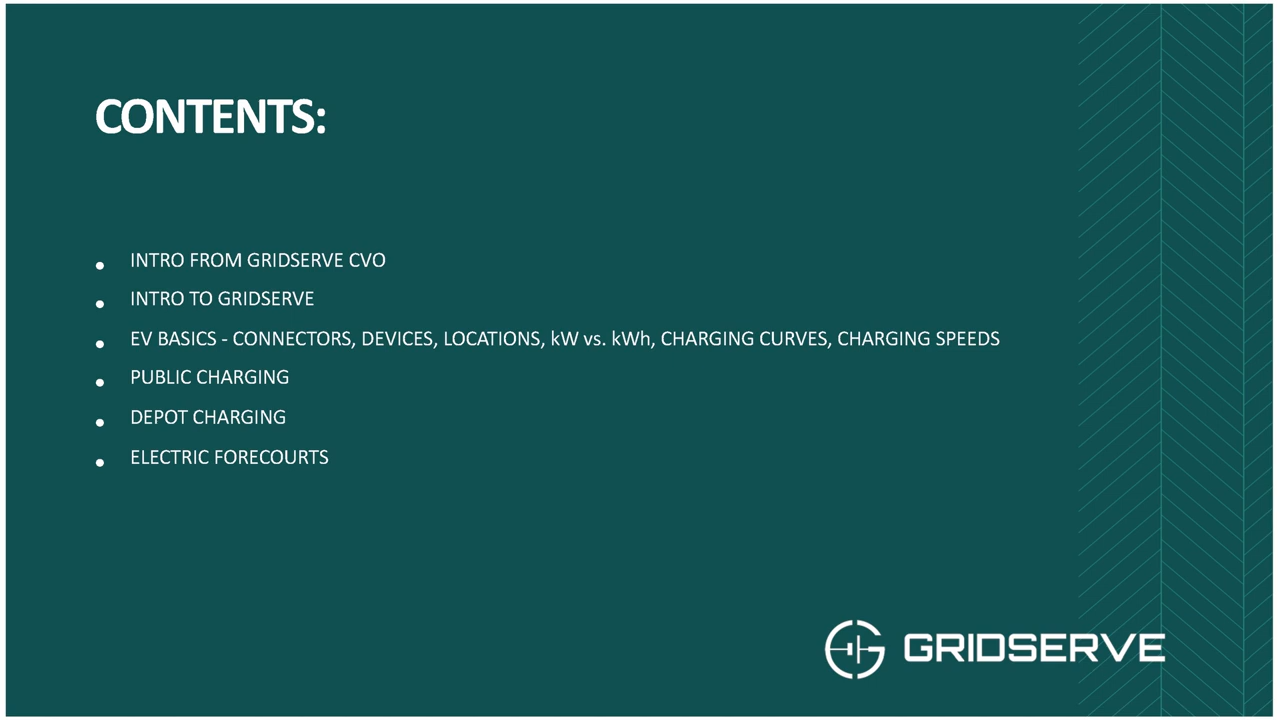 CONTENTS:
• INTRO FROM GRIDSERVE CVO
• INTRO TO GRIDSERVE
• EV BASICS - CONNECTORS, DEVICES, LOCATIONS, kW vs. kWh, CHARGING CURVES, CHARGING SPEEDS
• PUBLIC CHARGING
• DEPOT CHARGING
• ELECTRIC FORECOURTS
GRIDSERVE